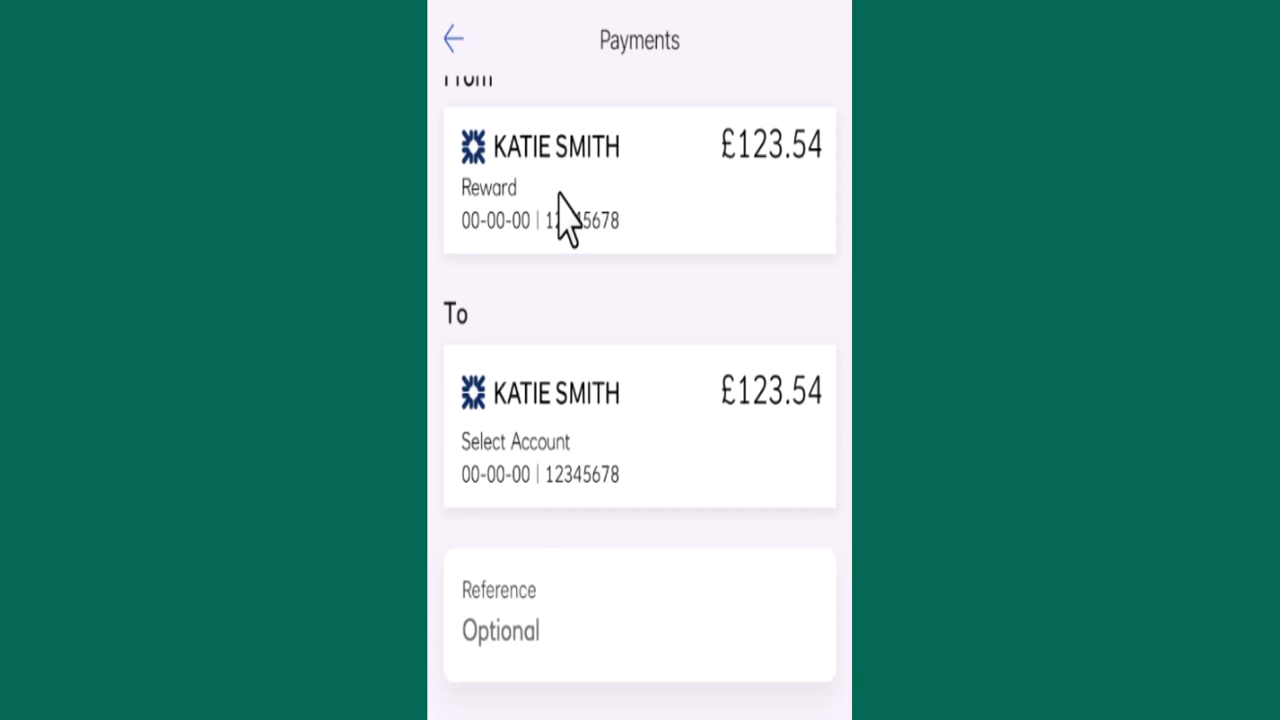 Payments
From
KATIE SMITH £123.54
Reward
00-00-00 | 12345678
To
KATIE SMITH £123.54
Select Account
00-00-00 | 12345678
Reference
Optional